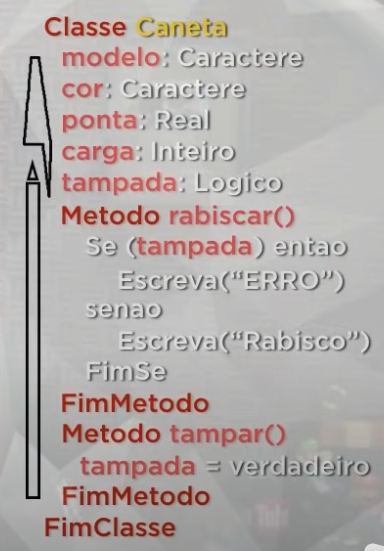 Classe Caneta
modelo: Caractere
cor: Caractere
ponta: Real
carga: Inteiro
tampada: Logico
Metodo rabiscar()
Se (tampada) entao
Escreva("ERRO")
senao
Escreva("Rabisco")
FimSe
FimMetodo
Metodo tampar()
tampada = verdadeiro
FimMetodo
FimClasse